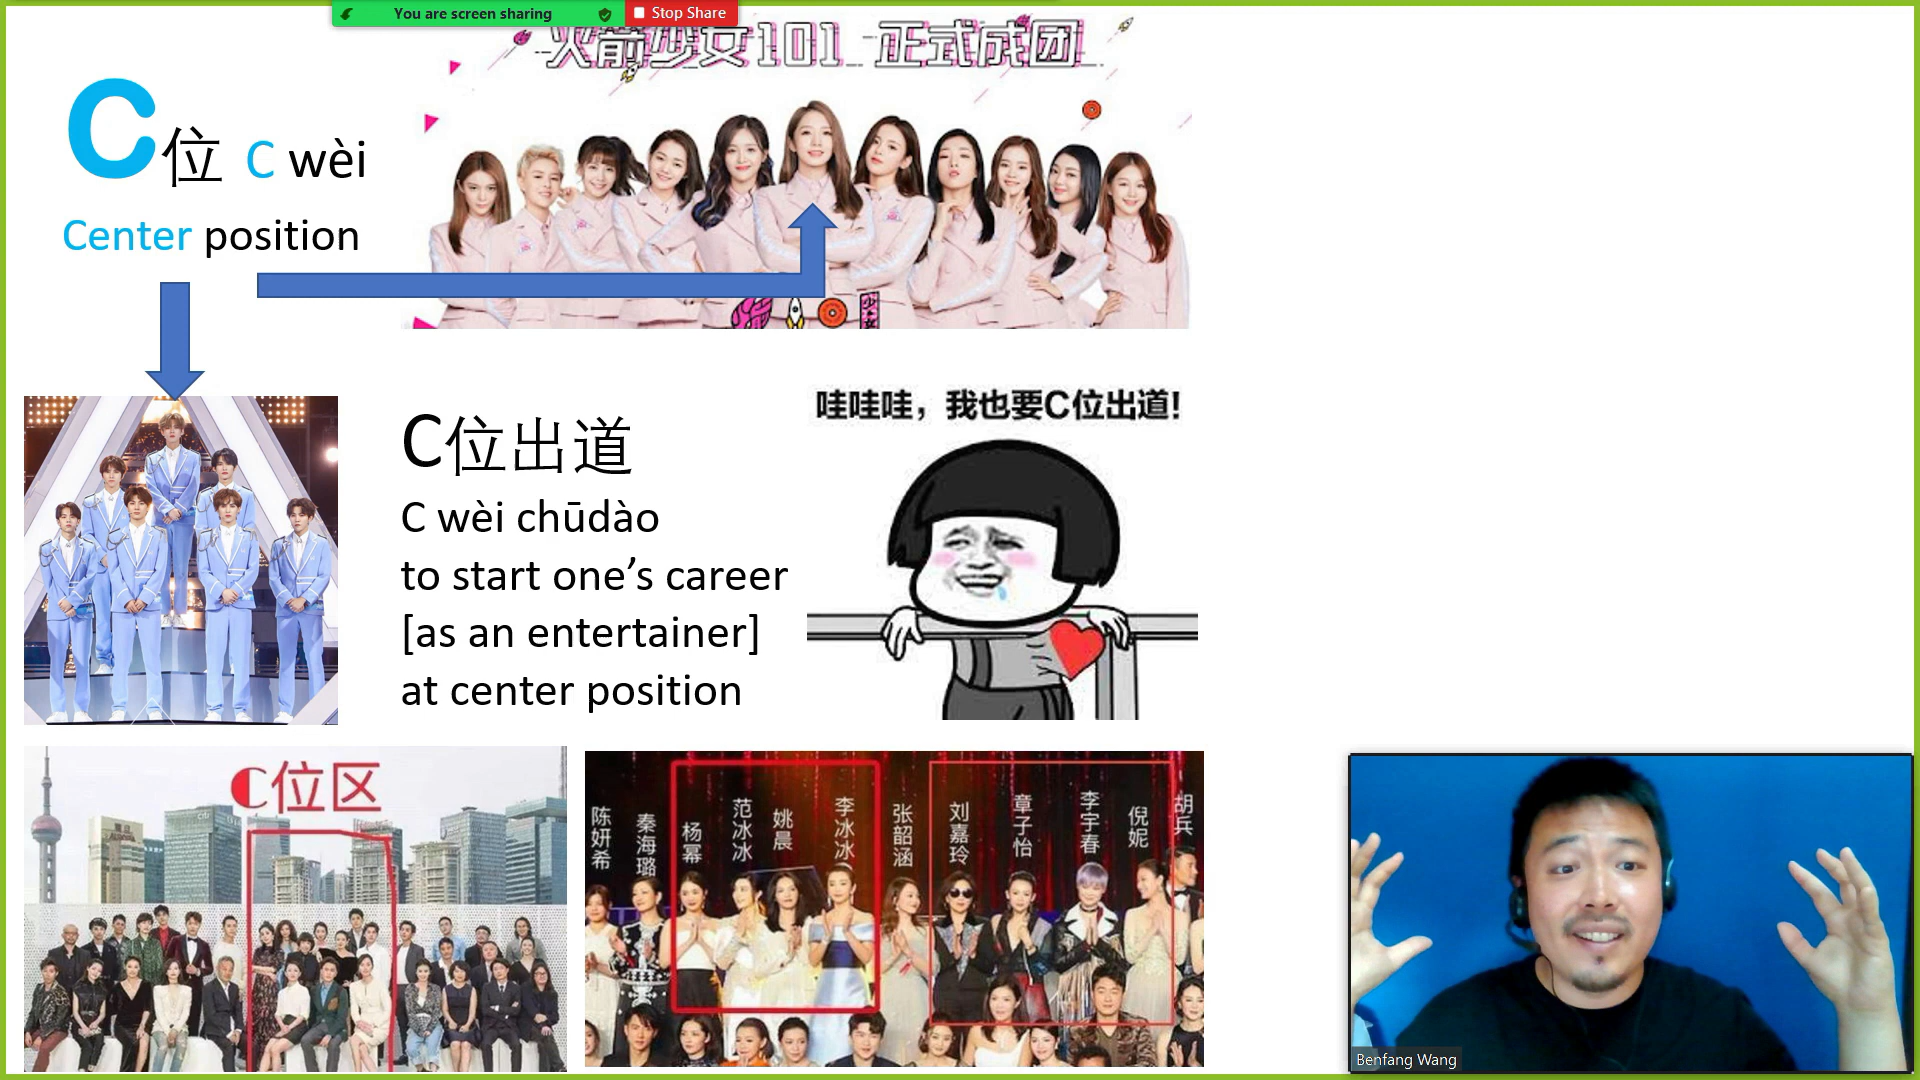 You are screen sharing
Stop Share
火箭少女101 正式成团
C位 C wèi
Center position
少女
C位出道
C wèi chūdào
to start one’s career
[as an entertainer]
at center position
哇哇哇，我也要C位出道!
C位区
陈妍希
秦海璐
杨幂
范冰冰
姚晨
李冰冰
张韶涵
刘嘉玲
章子怡
李宇春
倪妮
胡兵
Benfang Wang